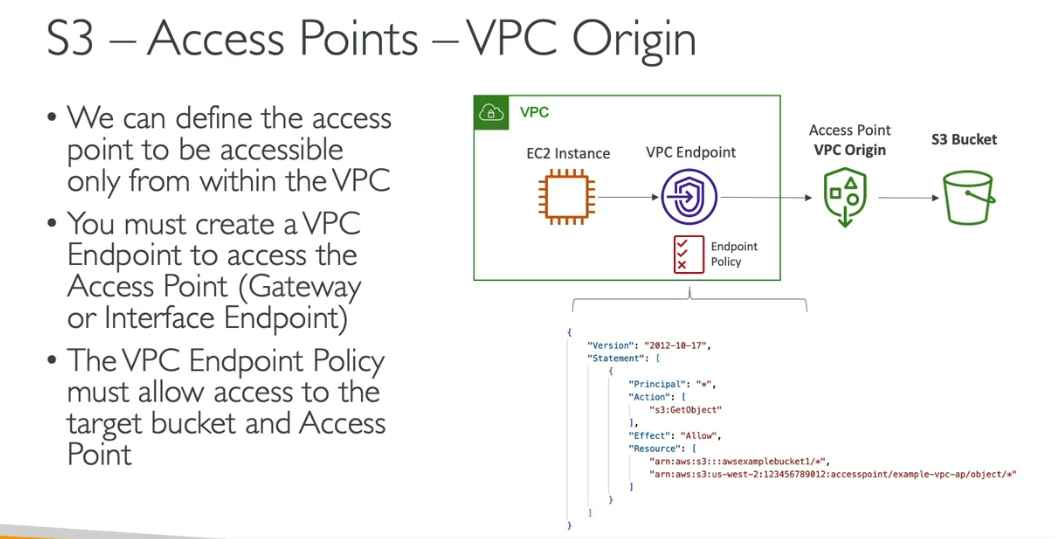 S3 – Access Points – VPC Origin
• We can define the access
point to be accessible
only from within the VPC
• You must create a VPC
Endpoint to access the
Access Point (Gateway
or Interface Endpoint)
• The VPC Endpoint Policy
must allow access to the
target bucket and Access
Point
VPC
EC2 Instance
VPC Endpoint
Endpoint
Policy
Access Point
VPC Origin
S3 Bucket
{
"Version": "2012-10-17",
"Statement": [
{
"Principal": "*",
"Action": [
"s3:GetObject"
],
"Effect": "Allow",
"Resource": [
"arn:aws:s3:::awsexamplebucket1/*",
"arn:aws:s3:us-west-2:123456789012:accesspoint/example-vpc-ap/object/*"
]
}
]
}